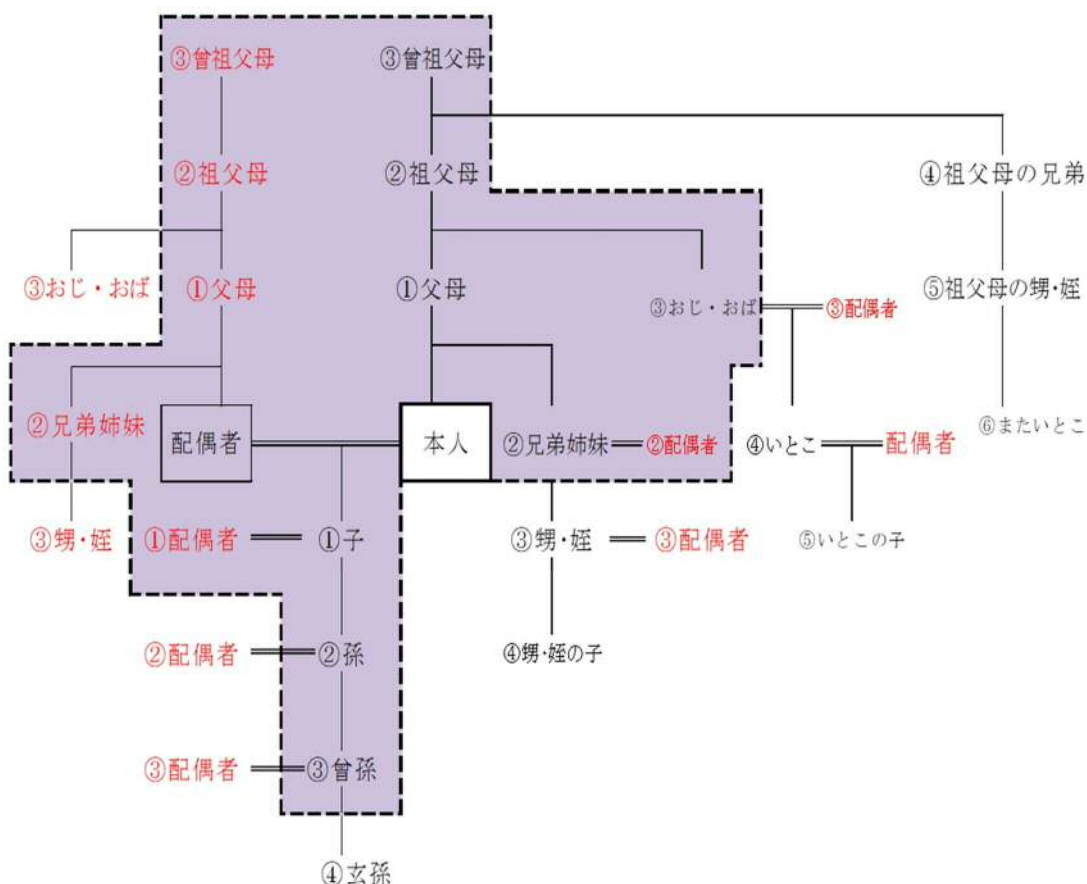 ③曾祖父母
③曾祖父母
②祖父母
②祖父母
④祖父母の兄弟
③おじ・おば
①父母
①父母
③おじ・おば
③配偶者
⑤祖父母の甥・姪
②兄弟姉妹
配偶者
本人
②兄弟姉妹
②配偶者
④いとこ
配偶者
⑥またいとこ
③甥・姪
①配偶者
①子
③甥・姪
③配偶者
⑤いとこの子
②配偶者
②孫
④甥・姪の子
③配偶者
③曾孫
④玄孫